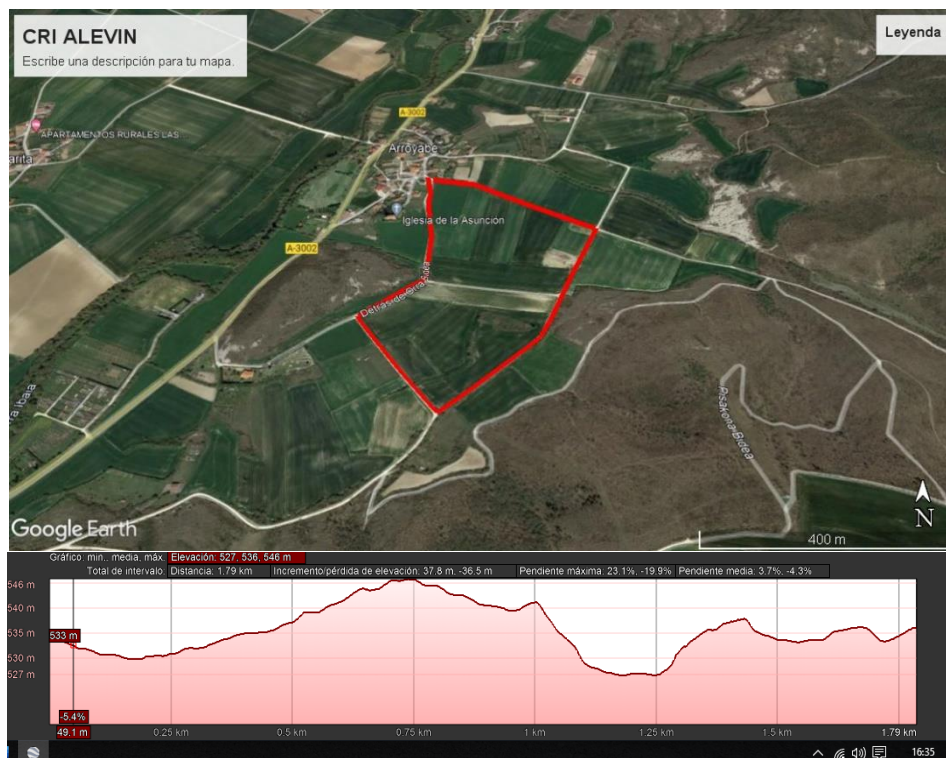 CRI ALEVIN
Escribe una descripción para tu mapa.
Leyenda
A-3002
APARTAMENTOS RURALES LAS...
arita
Arroyabe
Iglesia de la Asunción
A-3002
Pisakona Bidea
N
Google Earth
400 m
Gráfico: mín., media, máx. Elevación: 527, 536, 546 m
Total de intervalo: Distancia: 1.79 km Incremento/pérdida de elevación: 37.8 m, -36.5 m Pendiente máxima: 23.1%, -19.9% Pendiente media: 3.7%, -4.3%
546 m
540 m
535 m
533 m
530 m
527 m
-5.4%
49.1 m 0.25 km 0.5 km 0.75 km 1 km 1.25 km 1.5 km 1.79 km
16:35